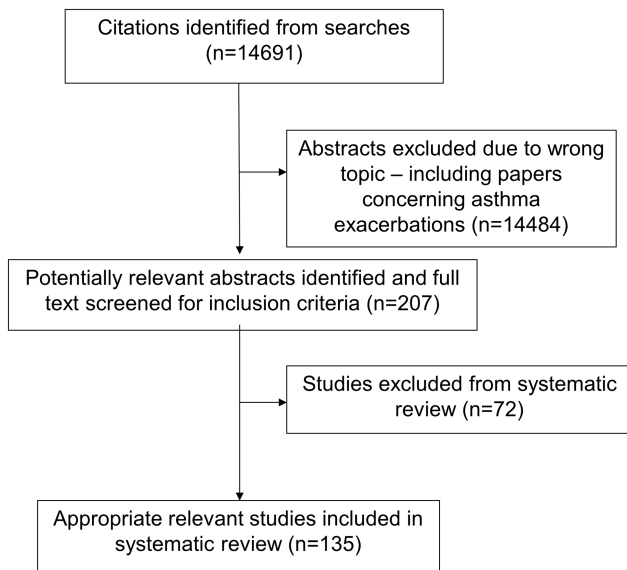 Citations identified from searches
(n=14691)
Abstracts excluded due to wrong
topic – including papers
concerning asthma
exacerbations (n=14484)
Potentially relevant abstracts identified and full
text screened for inclusion criteria (n=207)
Studies excluded from systematic
review (n=72)
Appropriate relevant studies included in
systematic review (n=135)